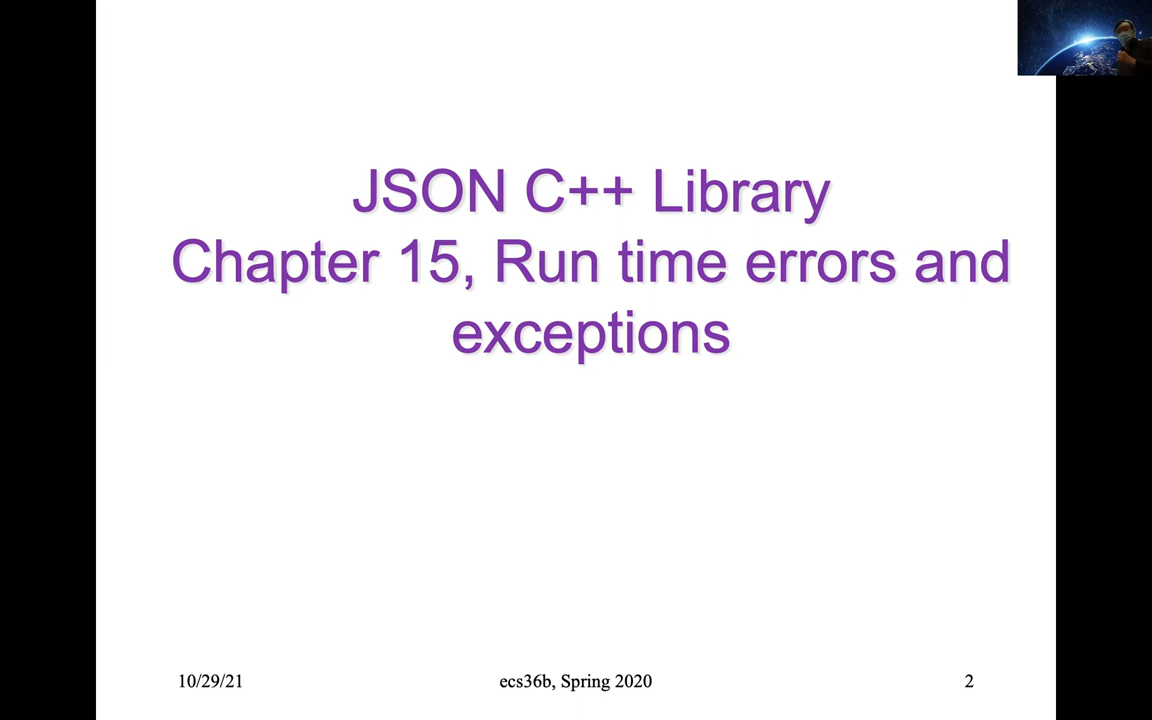 JSON C++ Library
Chapter 15, Run time errors and
exceptions
10/29/21
ecs36b, Spring 2020
2